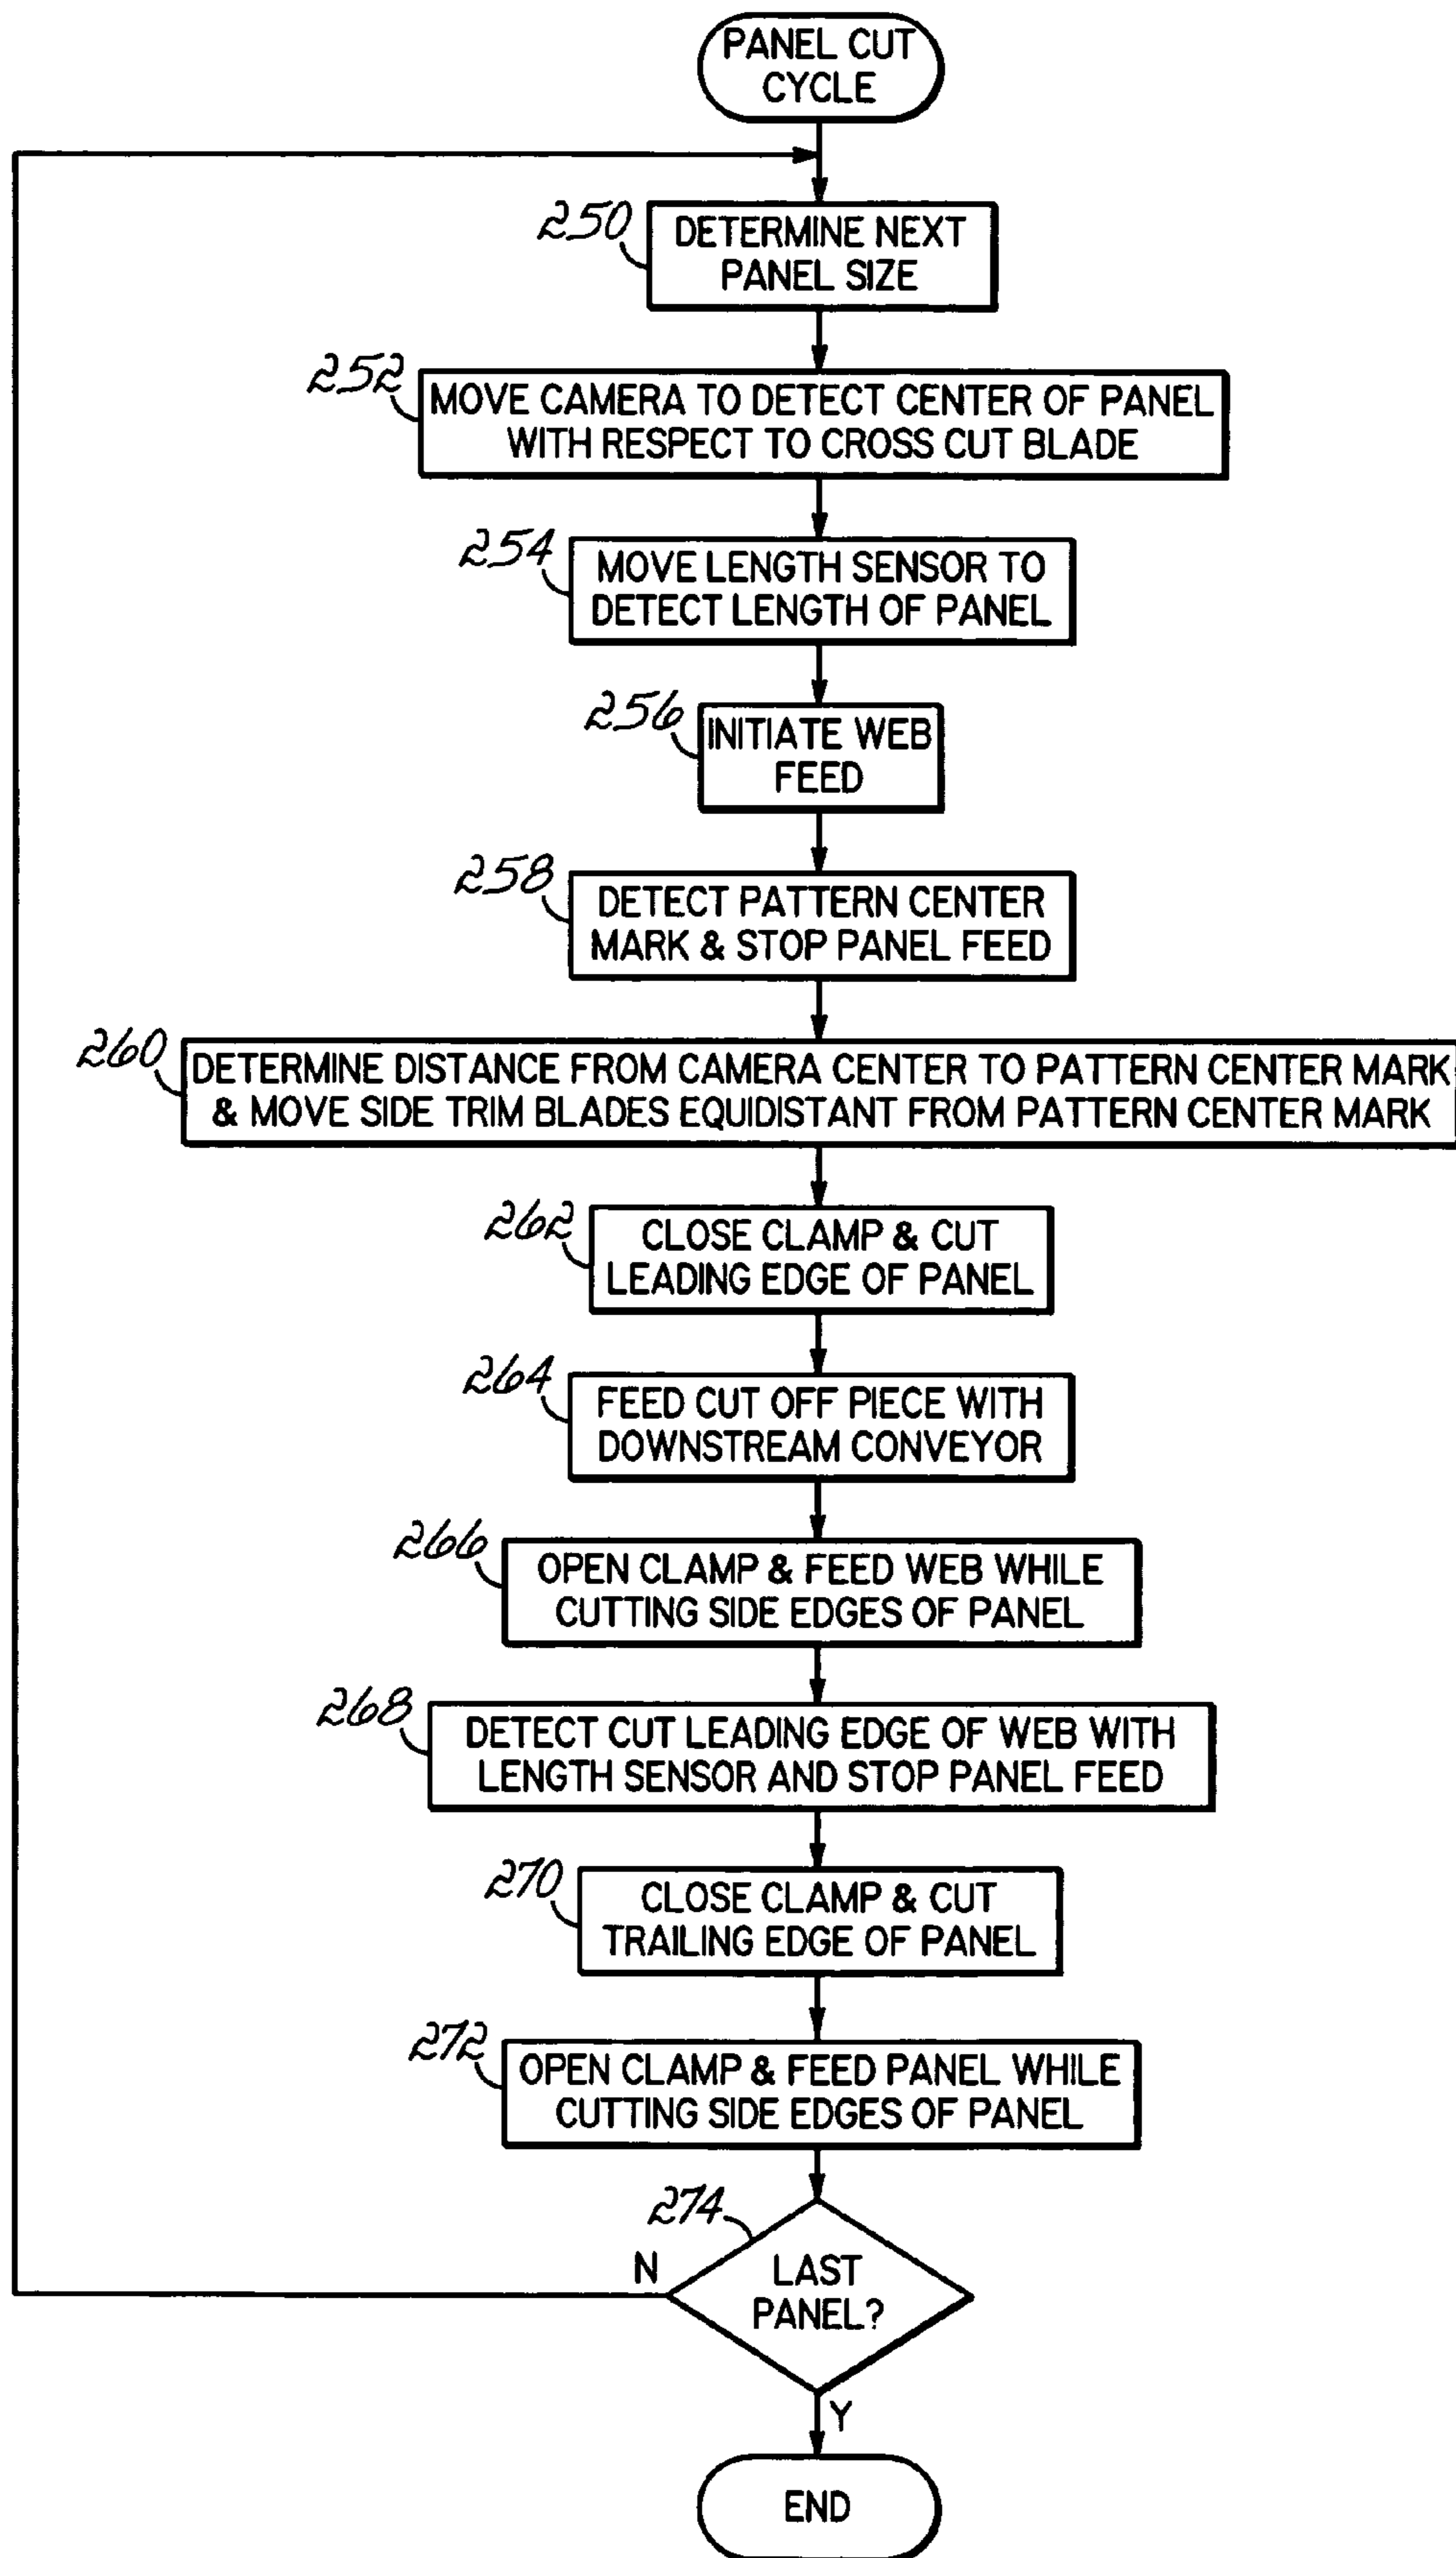 PANEL CUT
CYCLE
250
DETERMINE NEXT
PANEL SIZE
252
MOVE CAMERA TO DETECT CENTER OF PANEL
WITH RESPECT TO CROSS CUT BLADE
254
MOVE LENGTH SENSOR TO
DETECT LENGTH OF PANEL
256
INITIATE WEB
FEED
258
DETECT PATTERN CENTER
MARK & STOP PANEL FEED
260
DETERMINE DISTANCE FROM CAMERA CENTER TO PATTERN CENTER MARK
& MOVE SIDE TRIM BLADES EQUIDISTANT FROM PATTERN CENTER MARK
262
CLOSE CLAMP & CUT
LEADING EDGE OF PANEL
264
FEED CUT OFF PIECE WITH
DOWNSTREAM CONVEYOR
266
OPEN CLAMP & FEED WEB WHILE
CUTTING SIDE EDGES OF PANEL
268
DETECT CUT LEADING EDGE OF WEB WITH
LENGTH SENSOR AND STOP PANEL FEED
270
CLOSE CLAMP & CUT
TRAILING EDGE OF PANEL
272
OPEN CLAMP & FEED PANEL WHILE
CUTTING SIDE EDGES OF PANEL
274
N
LAST
PANEL?
Y
END